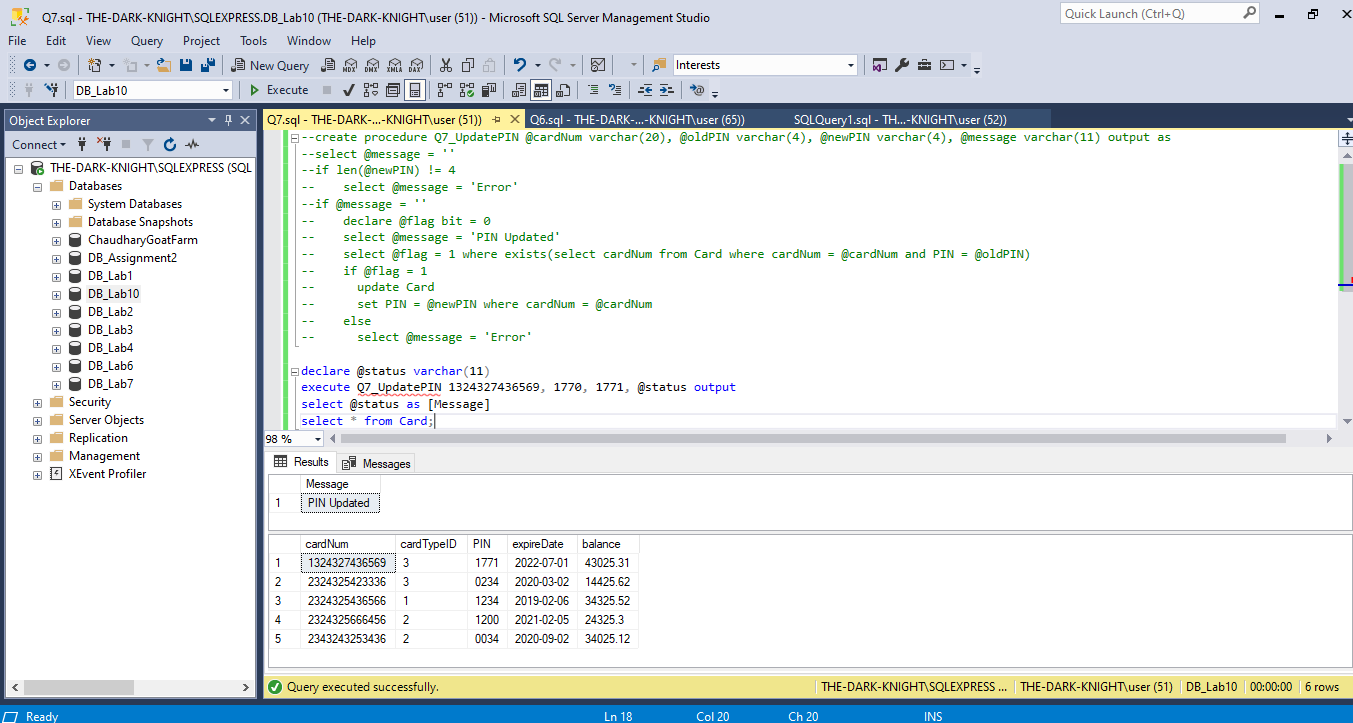 Q7.sql - THE-DARK-KNIGHT\SQLEXPRESS.DB_Lab10 (THE-DARK-KNIGHT\user (51)) - Microsoft SQL Server Management Studio
Quick Launch (Ctrl+Q)
File Edit View Query Project Tools Window Help
New Query MDX DMX XMLA DAX Interests
DB_Lab10 Execute
Object Explorer
Q7.sql - THE-DARK-...-KNIGHT\user (51)) Q6.sql - THE-DARK-...-KNIGHT\user (65)) SQLQuery1.sql - TH...-KNIGHT\user (52))
Connect
THE-DARK-KNIGHT\SQLEXPRESS (SQL
Databases
System Databases
Database Snapshots
ChaudharyGoatFarm
DB_Assignment2
DB_Lab1
DB_Lab10
DB_Lab2
DB_Lab3
DB_Lab4
DB_Lab6
DB_Lab7
Security
Server Objects
Replication
Management
XEvent Profiler
--create procedure Q7_UpdatePIN @cardNum varchar(20), @oldPIN varchar(4), @newPIN varchar(4), @message varchar(11) output as
--select @message = ''
--if len(@newPIN) != 4
-- select @message = 'Error'
--if @message = ''
-- declare @flag bit = 0
-- select @message = 'PIN Updated'
-- select @flag = 1 where exists(select cardNum from Card where cardNum = @cardNum and PIN = @oldPIN)
-- if @flag = 1
-- update Card
-- set PIN = @newPIN where cardNum = @cardNum
-- else
-- select @message = 'Error'
declare @status varchar(11)
execute Q7_UpdatePIN 1324327436569, 1770, 1771, @status output
select @status as [Message]
select * from Card;
98 %
Results Messages
Message
1 PIN Updated
cardNum cardTypeID PIN expireDate balance
1 1324327436569 3 1771 2022-07-01 43025.31
2 2324325423336 3 0234 2020-03-02 14425.62
3 2324325436566 1 1234 2019-02-06 34325.52
4 2324325666456 2 1200 2021-02-05 24325.3
5 2343243253436 2 0034 2020-09-02 34025.12
Query executed successfully. THE-DARK-KNIGHT\SQLEXPRESS ... THE-DARK-KNIGHT\user (51) DB_Lab10 00:00:00 6 rows
Ready Ln 18 Col 20 Ch 20 INS